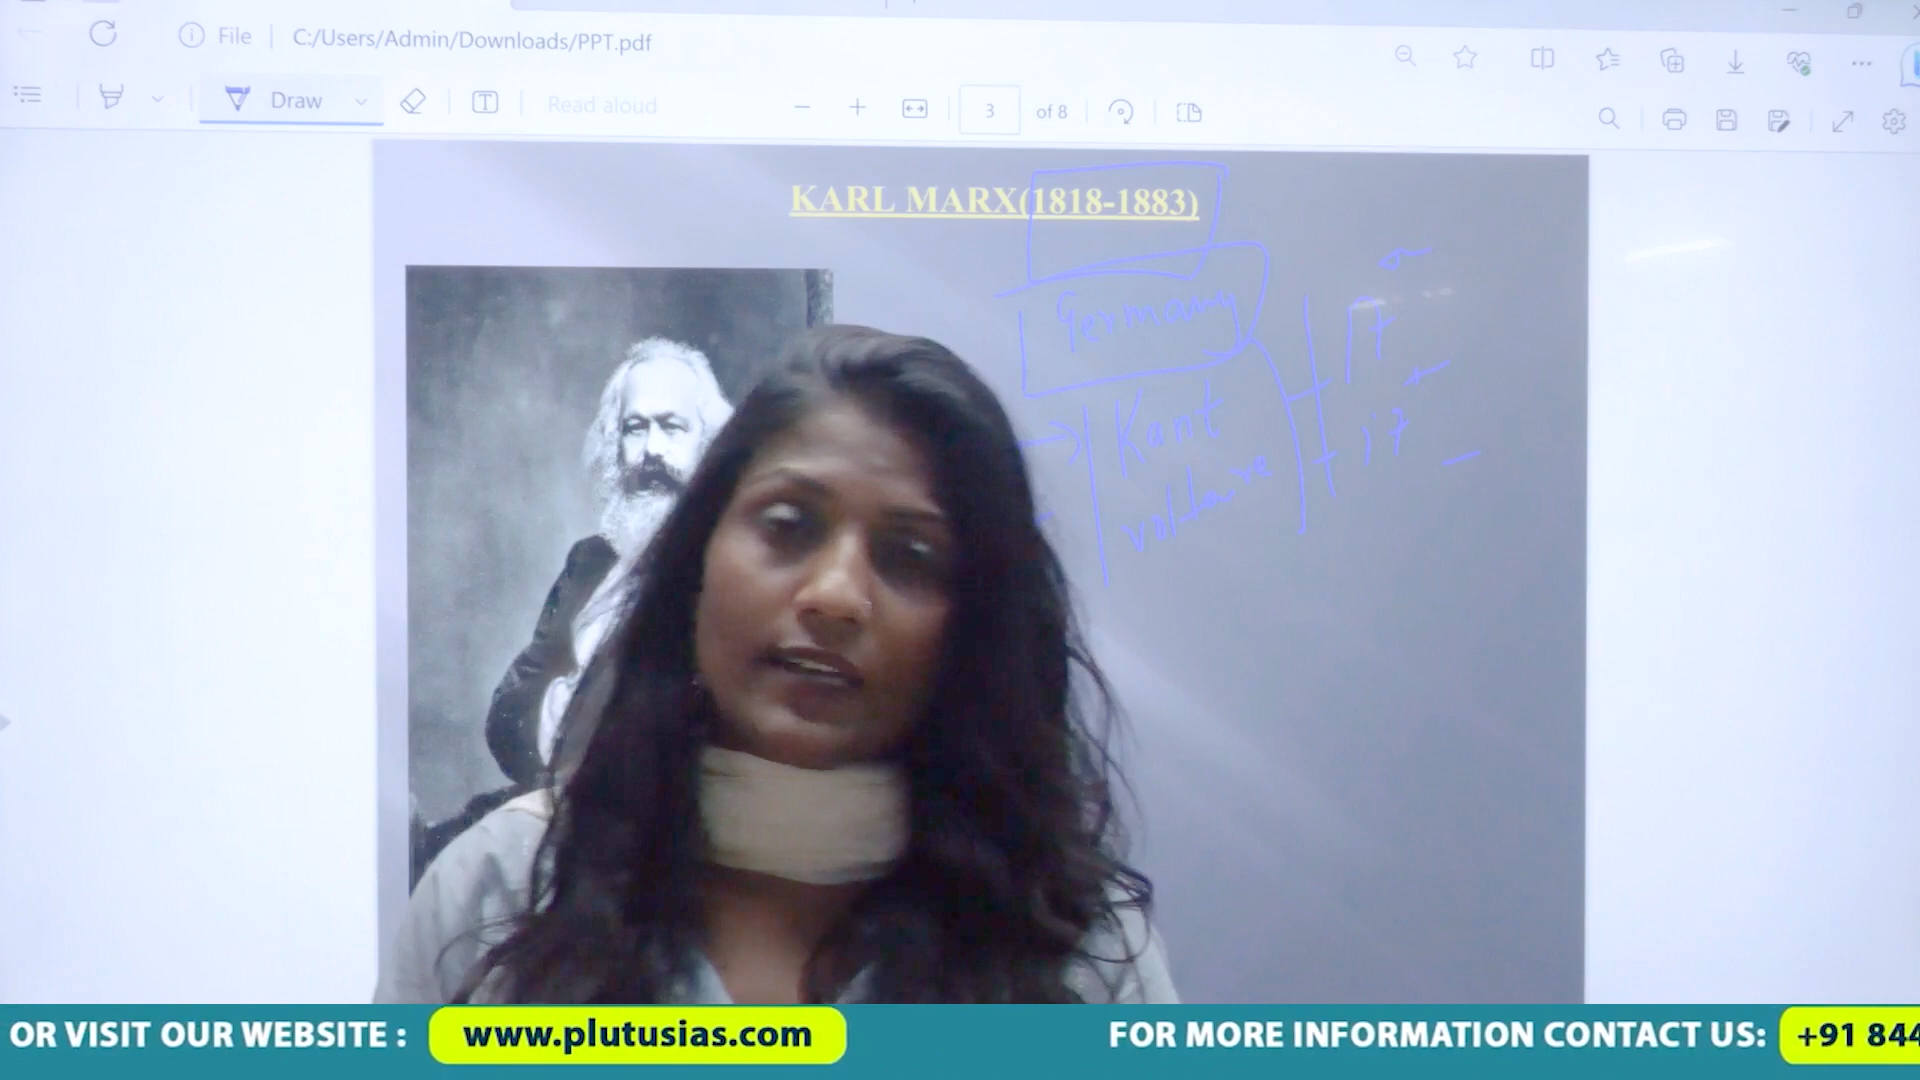 File C:/Users/Admin/Downloads/PPT.pdf
Draw Read aloud 3 of 8
KARL MARX(1818-1883)
Germany
Kant
voltaire
OR VISIT OUR WEBSITE : www.plutusias.com FOR MORE INFORMATION CONTACT US: +91 844